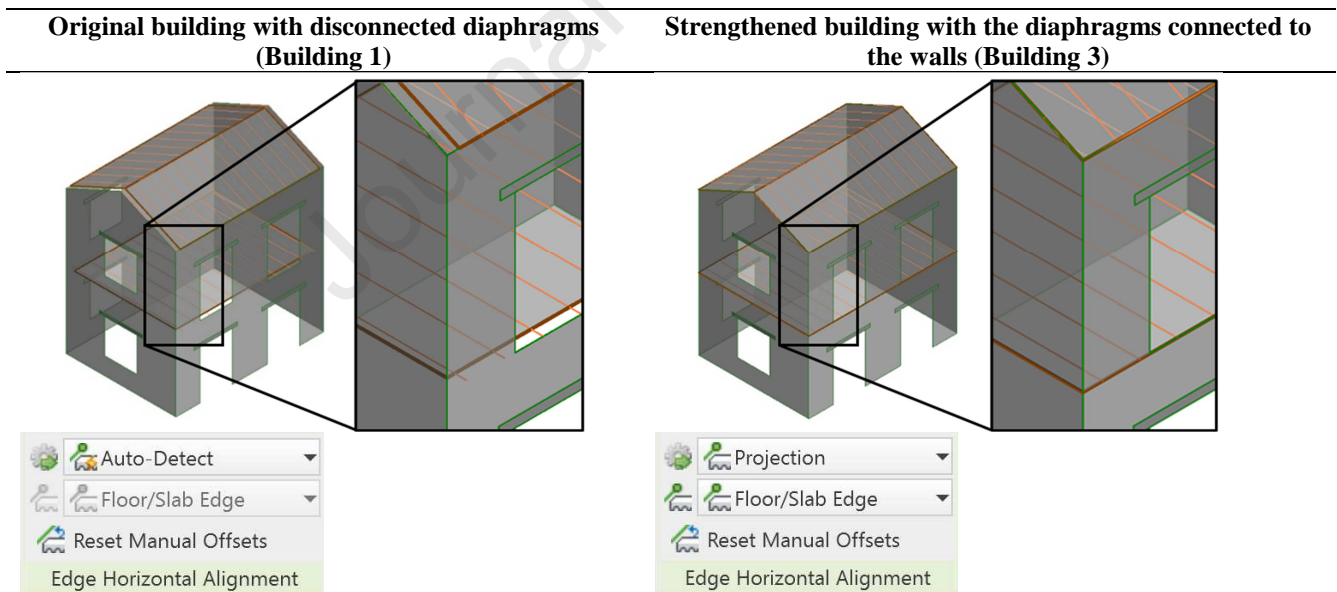 Original building with disconnected diaphragms
(Building 1)
Strengthened building with the diaphragms connected to
the walls (Building 3)
Journal
Auto-Detect
Floor/Slab Edge
Reset Manual Offsets
Edge Horizontal Alignment
Projection
Floor/Slab Edge
Reset Manual Offsets
Edge Horizontal Alignment